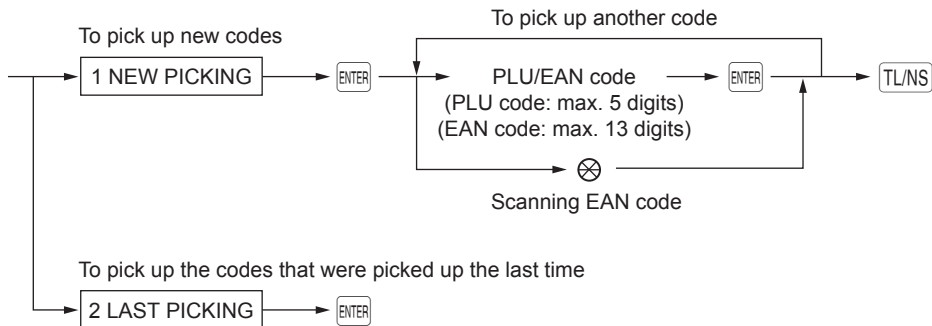 To pick up another code
To pick up new codes
1 NEW PICKING
ENTER
PLU/EAN code
ENTER
TL/NS
(PLU code: max. 5 digits)
(EAN code: max. 13 digits)
Scanning EAN code
To pick up the codes that were picked up the last time
2 LAST PICKING
ENTER